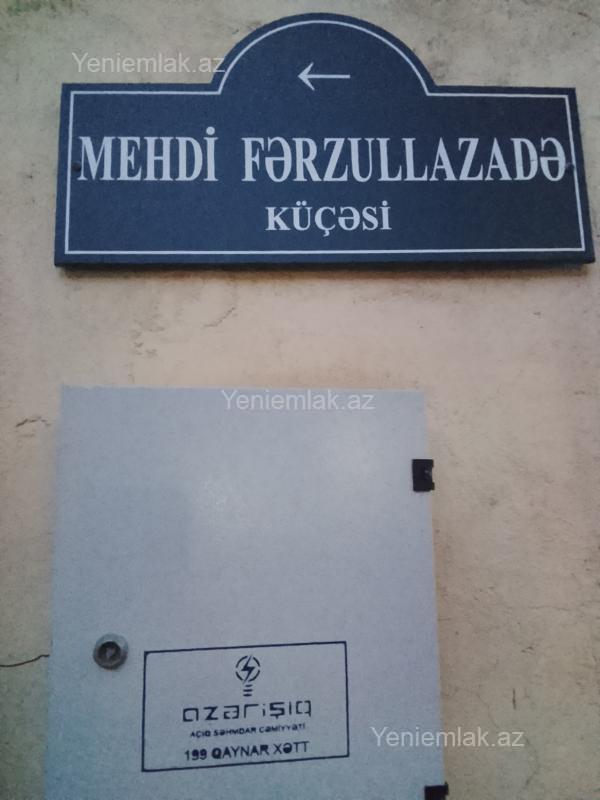 Yeniemlak.az
←
MEHDİ FƏRZULLAZADƏ
KÜÇƏSİ
Yeniemlak.az
azərişıq
AÇIQ SƏHMDAR CƏMİYYƏTİ
199 QAYNAR XƏTT
Yeniemlak.az